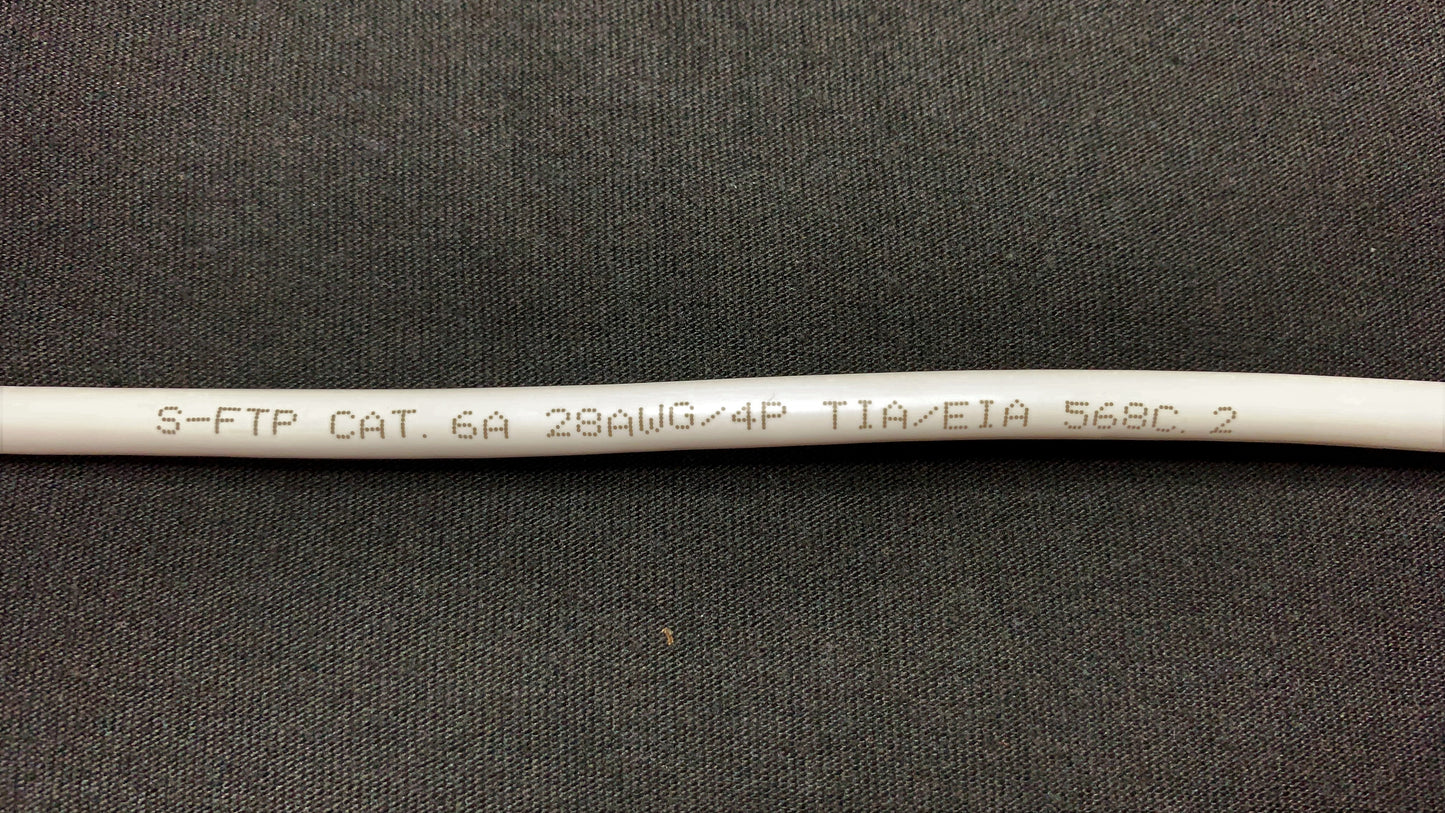 S-FTP CAT. 6A 28AWG/4P TIA/EIA 568C.2